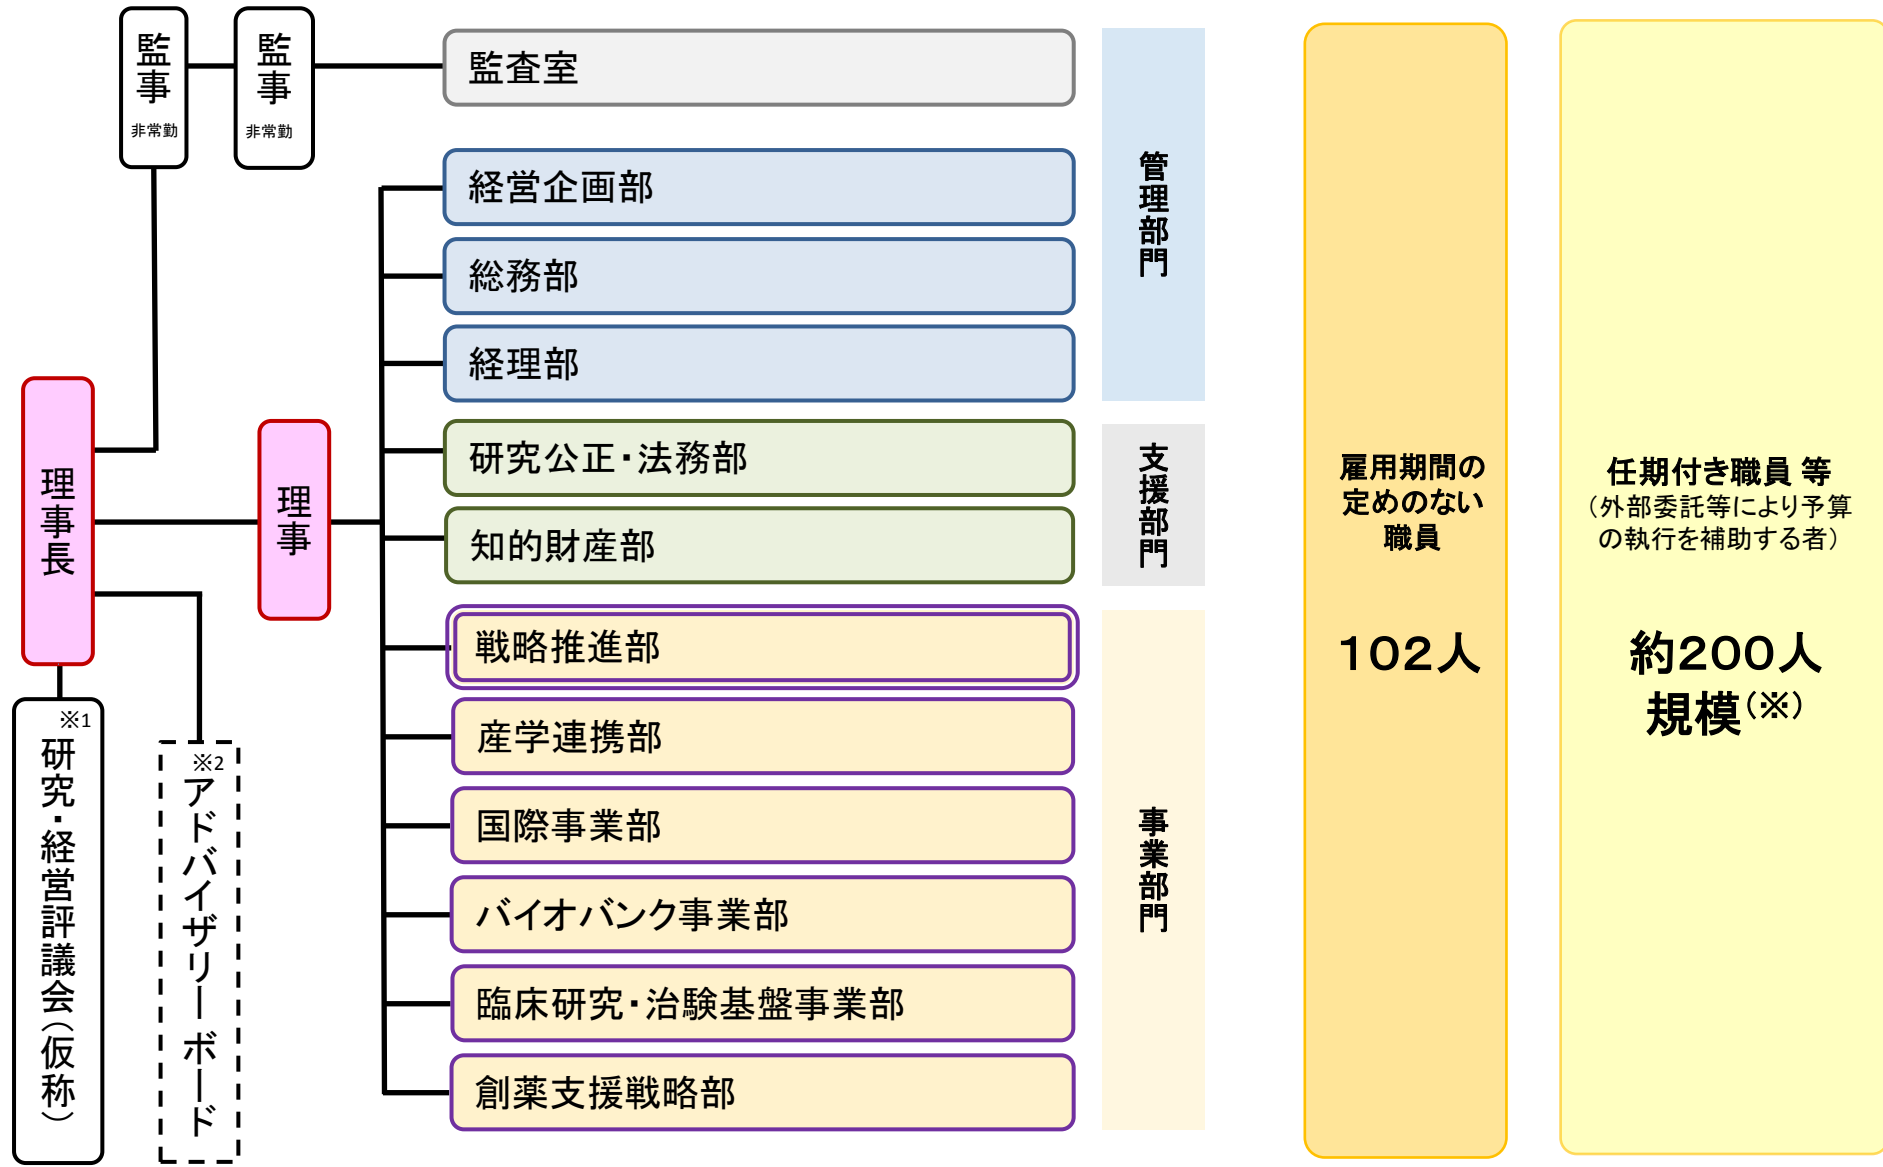 監事
非常勤
監事
非常勤
監査室
経営企画部
総務部
経理部
研究公正・法務部
知的財産部
戦略推進部
産学連携部
国際事業部
バイオバンク事業部
臨床研究・治験基盤事業部
創薬支援戦略部
理事長
理事
※1
研究・経営評議会（仮称）
※2
アドバイザリーボード
管理部門
支援部門
事業部門
雇用期間の
定めのない
職員
102人
任期付き職員 等
（外部委託等により予算
の執行を補助する者）
約200人
規模(※)